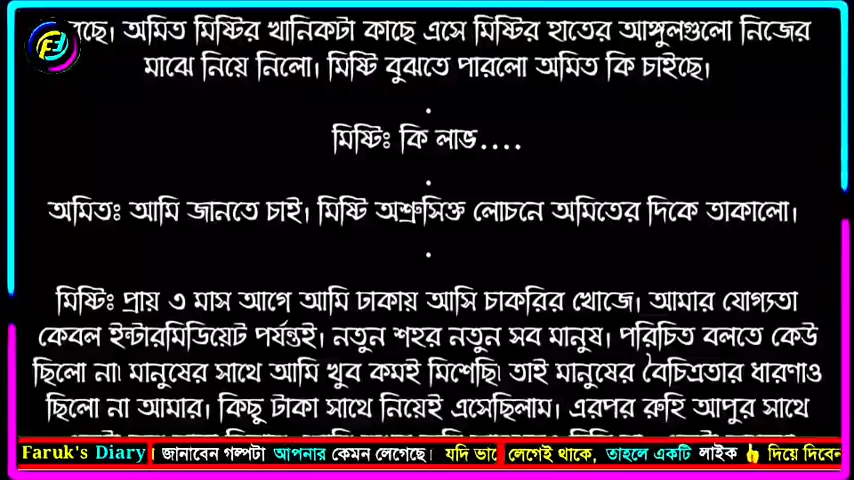 ছে। অমিত মিষ্টির খানিকটা কাছে এসে মিষ্টির হাতের আঙ্গুলগুলো নিজের
মাঝে নিয়ে নিলো। মিষ্টি বুঝতে পারলো অমিত কি চাইছে।
.
মিষ্টিঃ কি লাভ....
.
অমিতঃ আমি জানতে চাই। মিষ্টি অশ্রুসিক্ত লোচনে অমিতের দিকে তাকালো।
.
মিষ্টিঃ প্রায় ৩ মাস আগে আমি ঢাকায় আসি চাকরির খোজে। আমার যোগ্যতা
কেবল ইন্টারমিডিয়েট পর্যন্তই। নতুন শহর নতুন সব মানুষ। পরিচিত বলতে কেউ
ছিলো না। মানুষের সাথে আমি খুব কমই মিশেছি। তাই মানুষের বৈচিত্রতার ধারণাও
ছিলো না আমার। কিছু টাকা সাথে নিয়েই এসেছিলাম। এরপর রুহি আপুর সাথে
Faruk's Diary জানাবেন গল্পটা আপনার কেমন লেগেছে। যদি ভা লেগেই থাকে, তাহলে একটি লাইক 👍 দিয়ে দিবেন